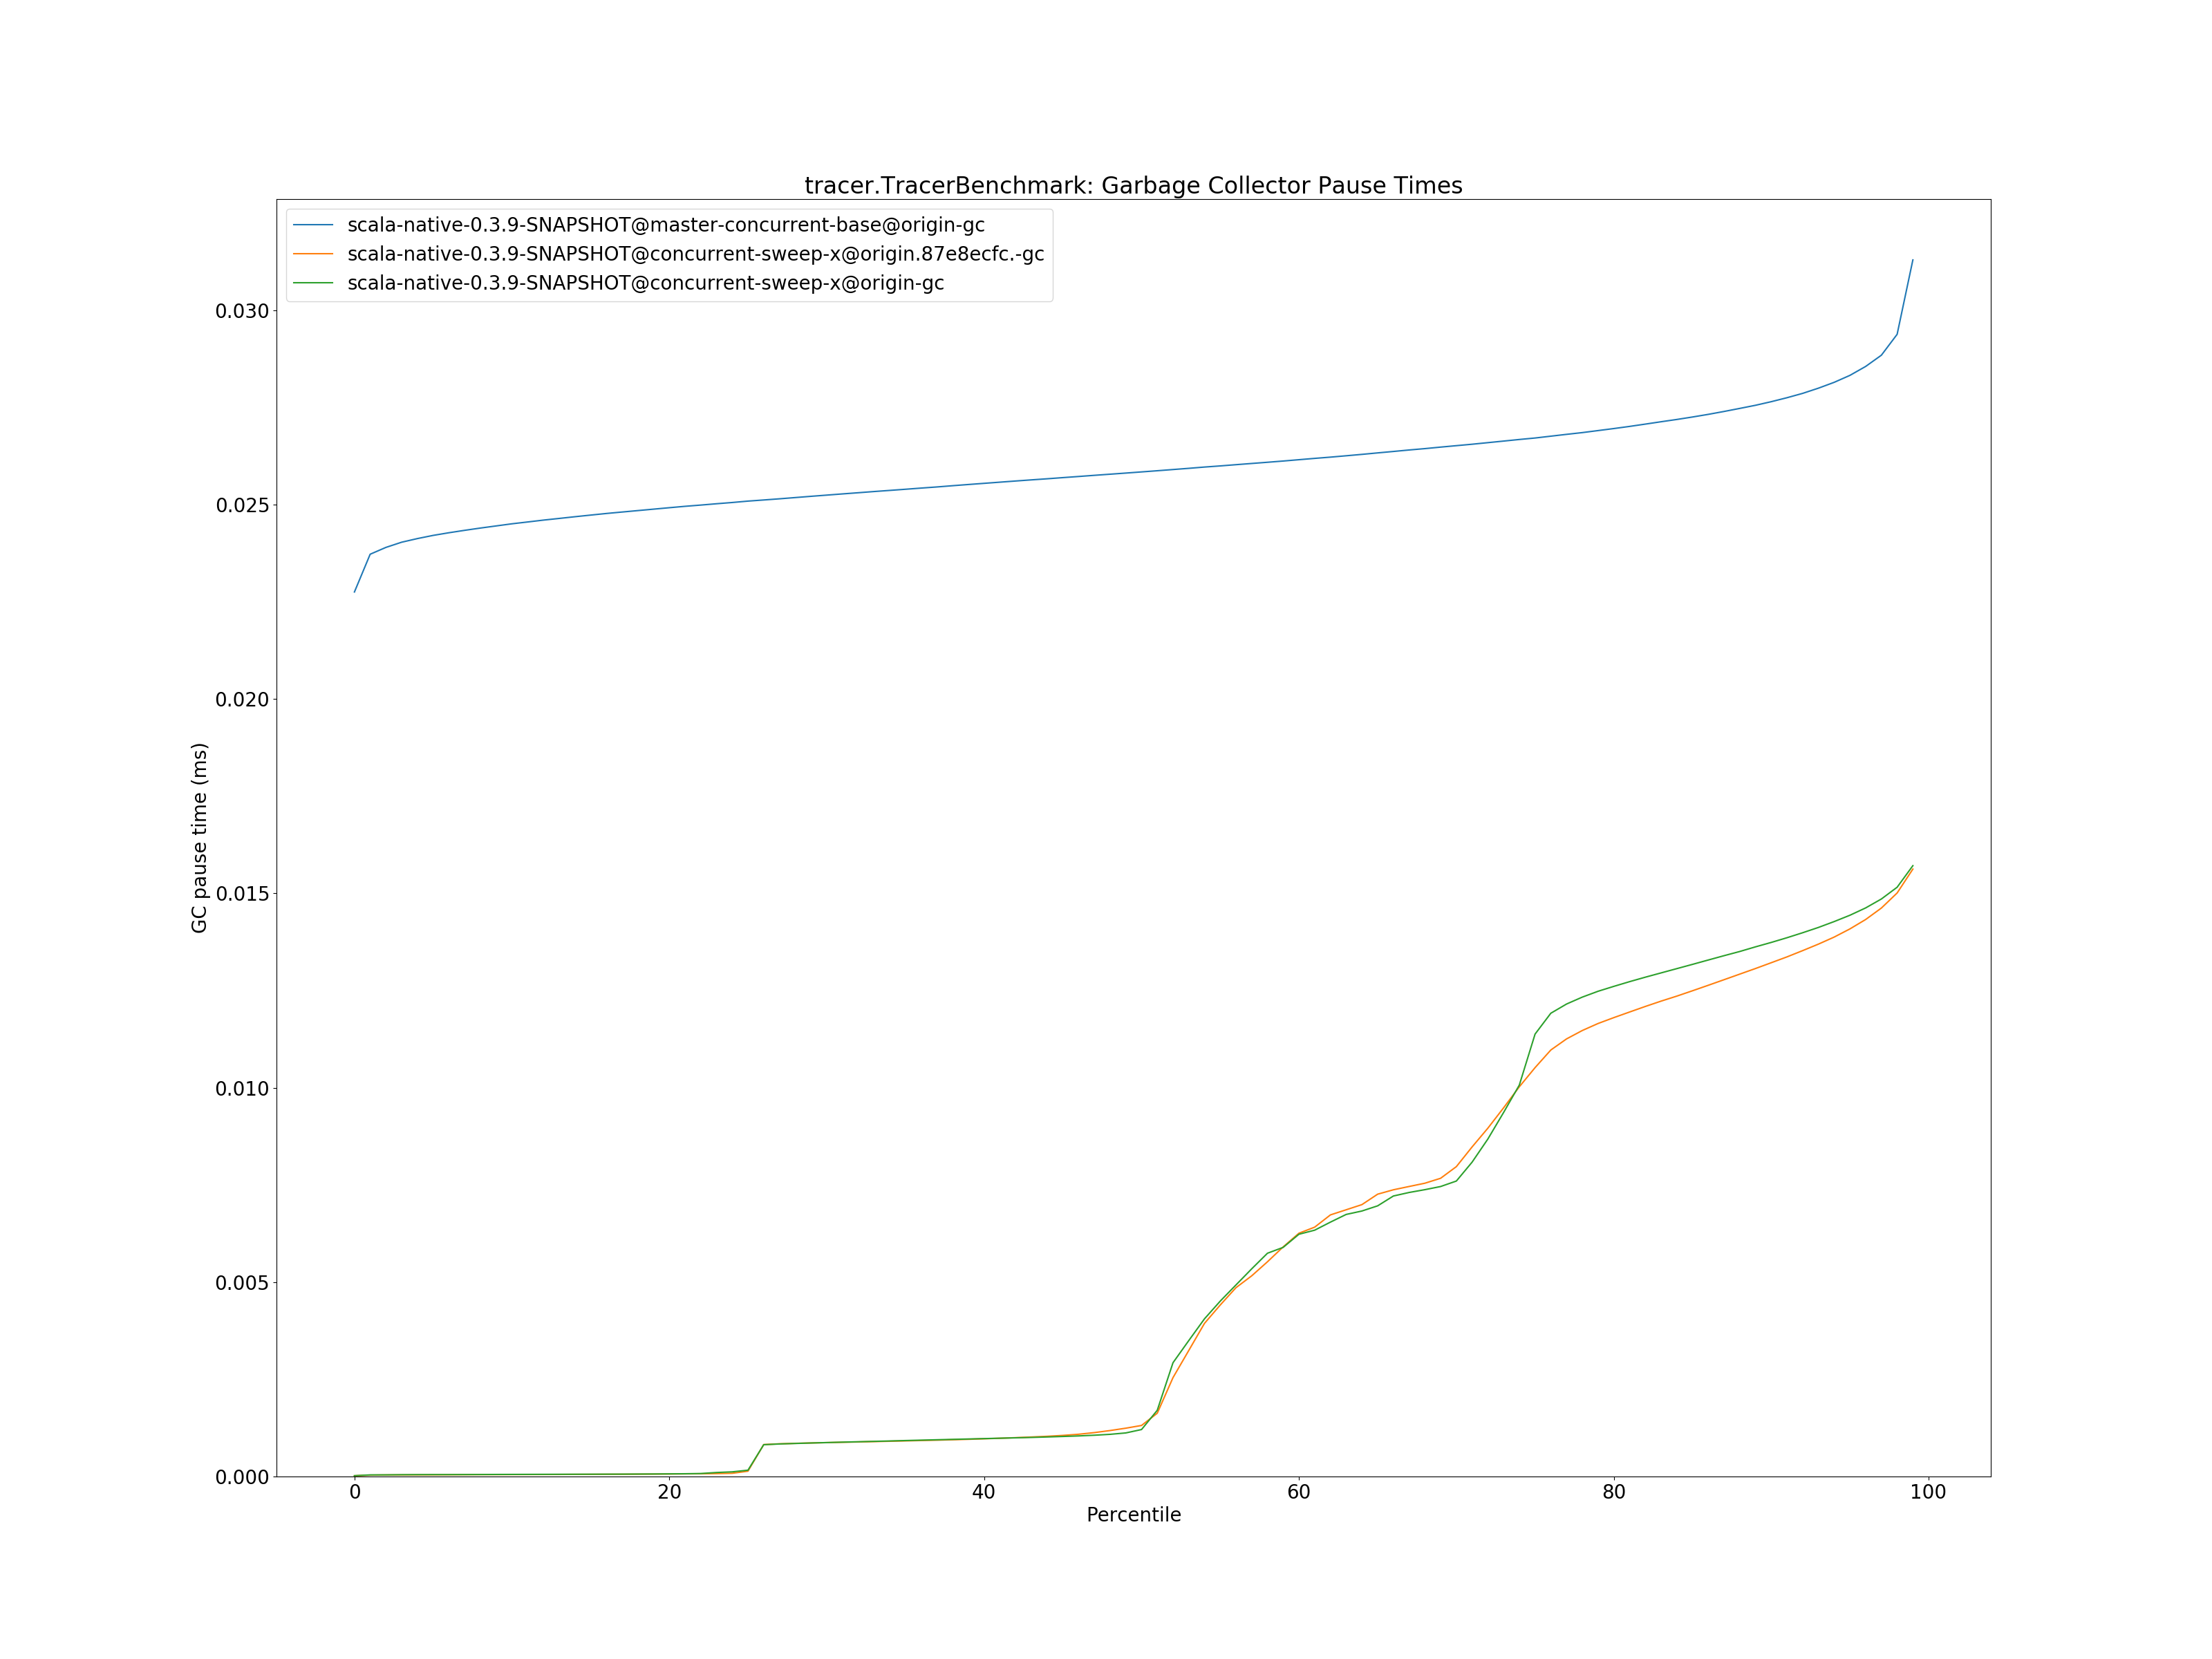 tracer.TracerBenchmark: Garbage Collector Pause Times
scala-native-0.3.9-SNAPSHOT@master-concurrent-base@origin-gc
scala-native-0.3.9-SNAPSHOT@concurrent-sweep-x@origin.87e8ecfc.-gc
scala-native-0.3.9-SNAPSHOT@concurrent-sweep-x@origin-gc
0.030
0.025
0.020
0.015
0.010
0.005
0.000
GC pause time (ms)
0 20 40 60 80 100
Percentile